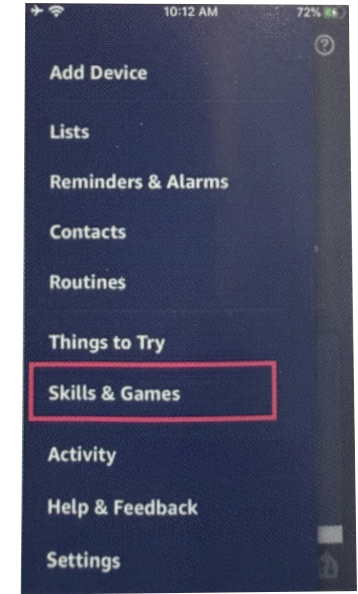 10:12 AM 72%
?
Add Device
Lists
Reminders & Alarms
Contacts
Routines
Things to Try
Skills & Games
Activity
Help & Feedback
Settings